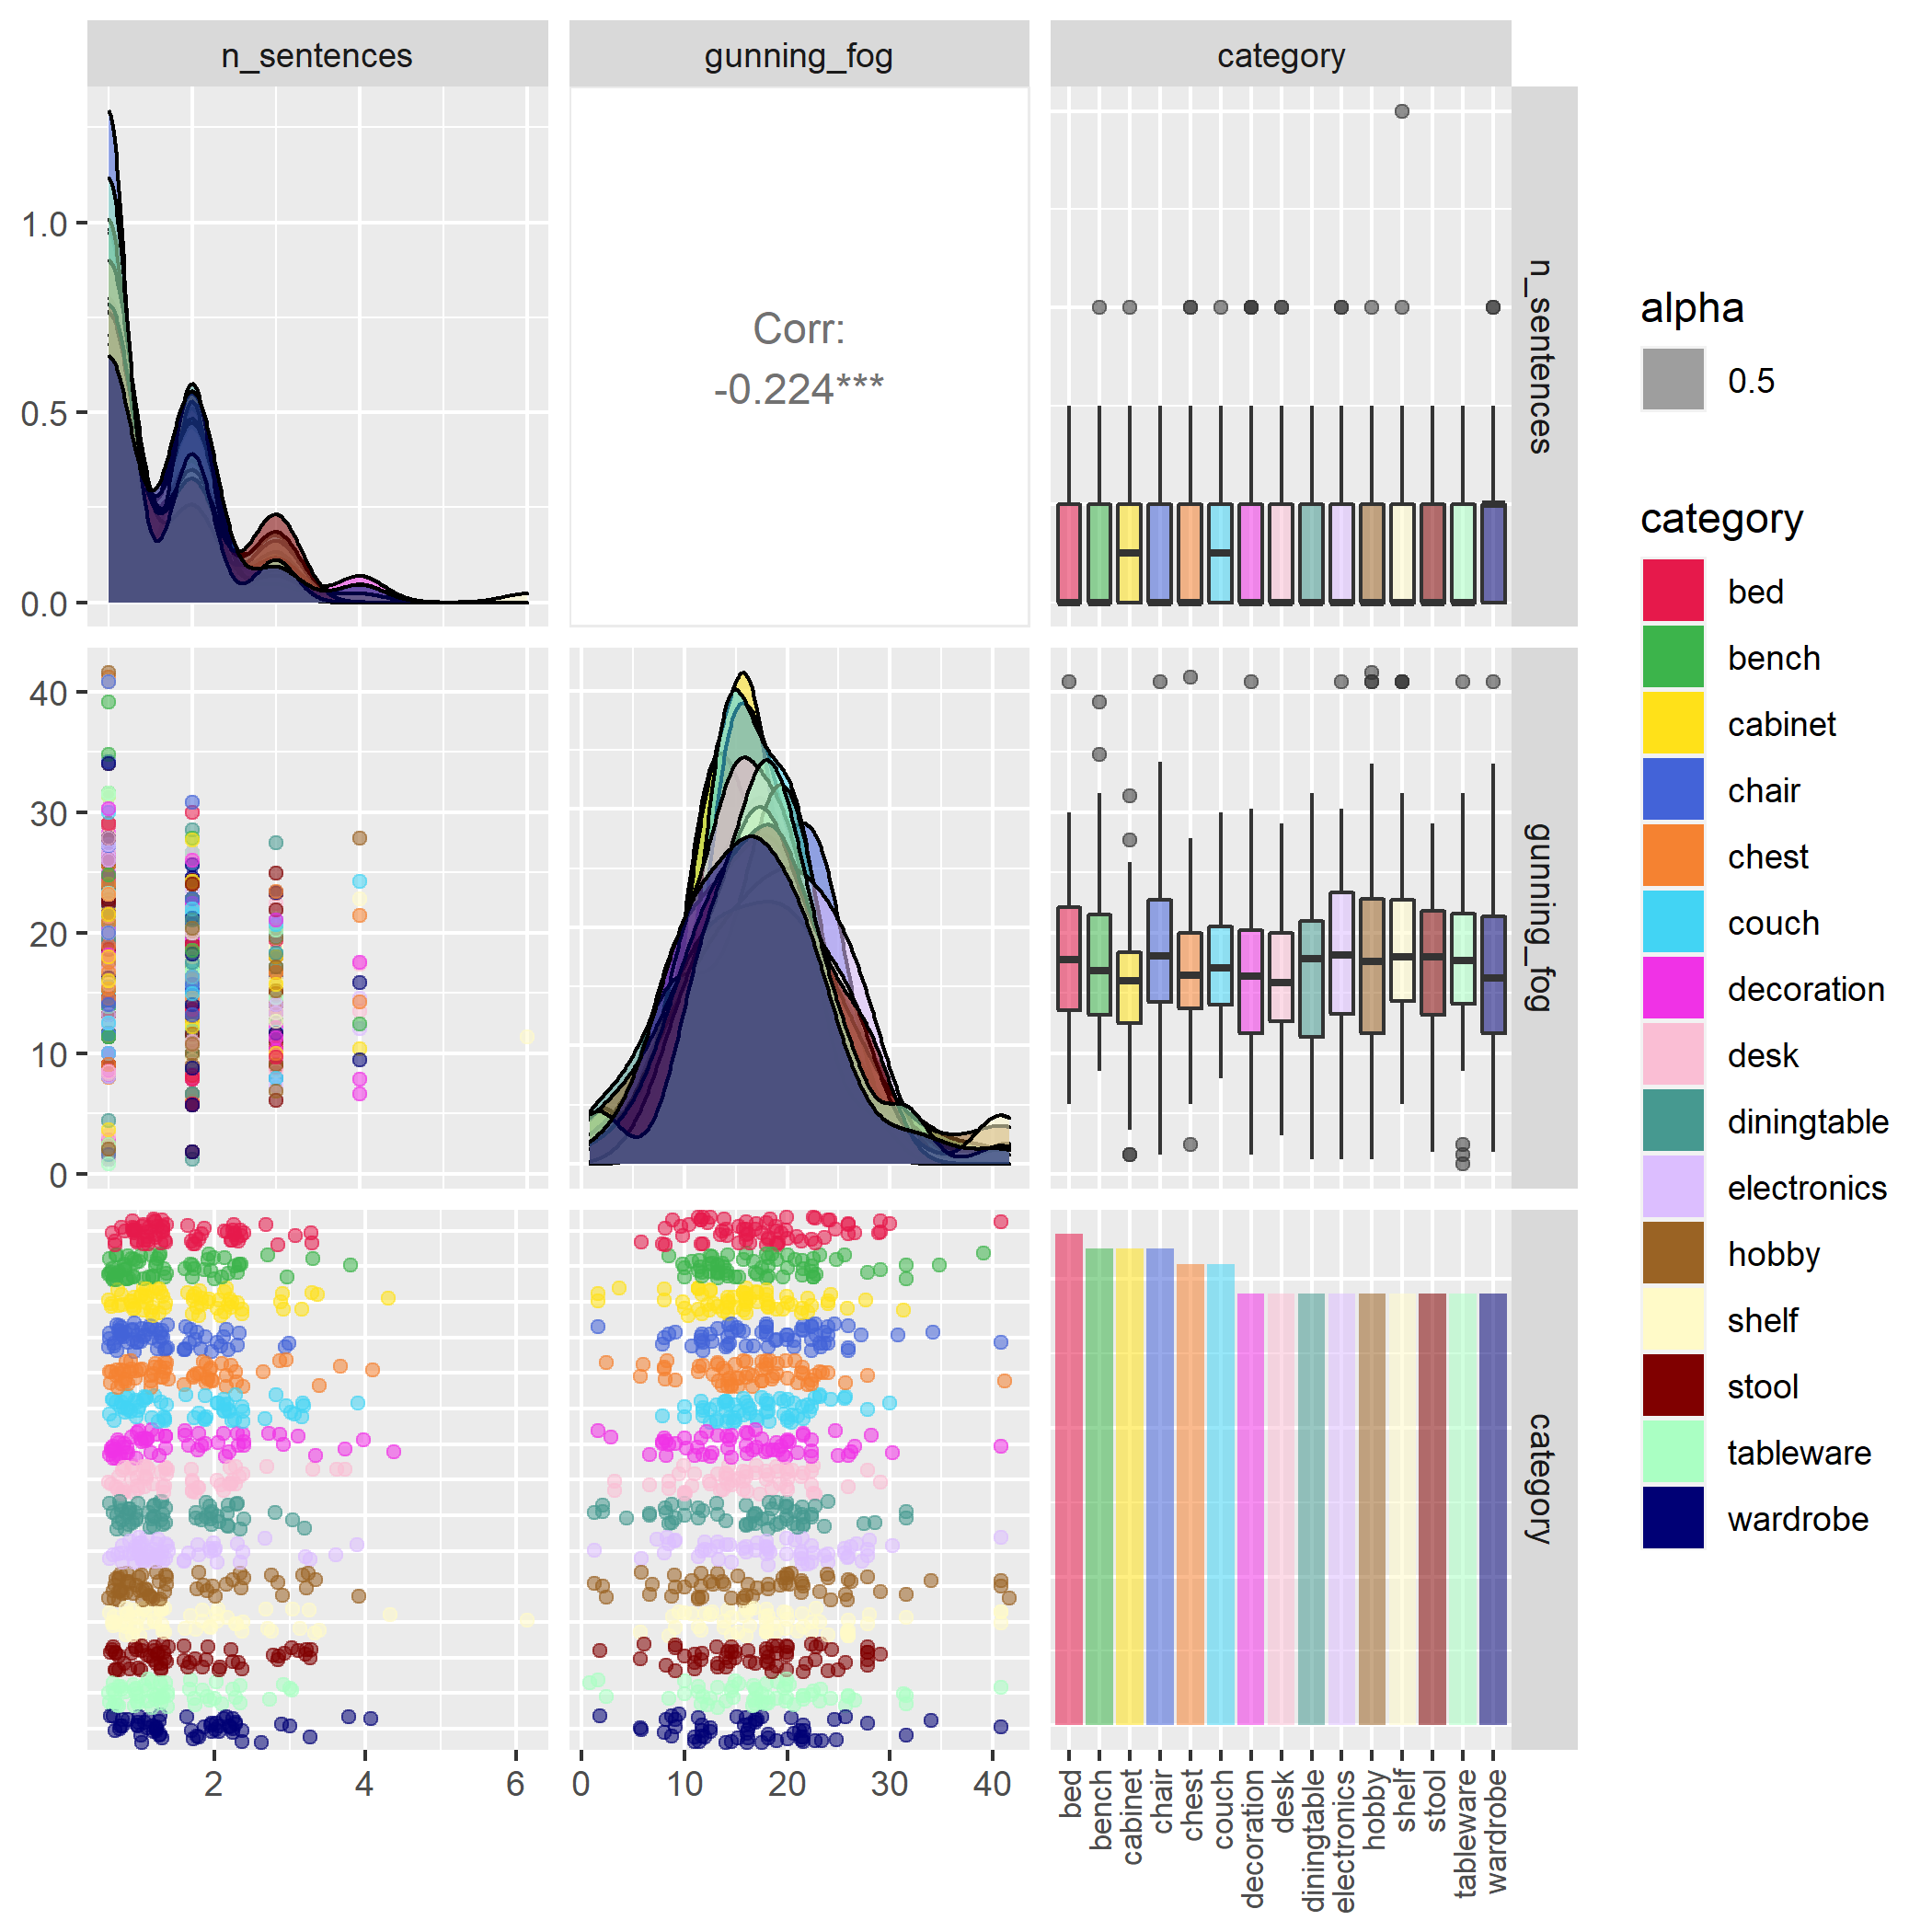 n_sentences
gunning_fog
category
1.0
0.5
0.0
Corr:
-0.224***
n_sentences
40
30
20
10
0
gunning_fog
category
2
4
6
0
10
20
30
40
bed
bench
cabinet
chair
chest
couch
decoration
desk
diningtable
electronics
hobby
shelf
stool
tableware
wardrobe
alpha
0.5
category
bed
bench
cabinet
chair
chest
couch
decoration
desk
diningtable
electronics
hobby
shelf
stool
tableware
wardrobe